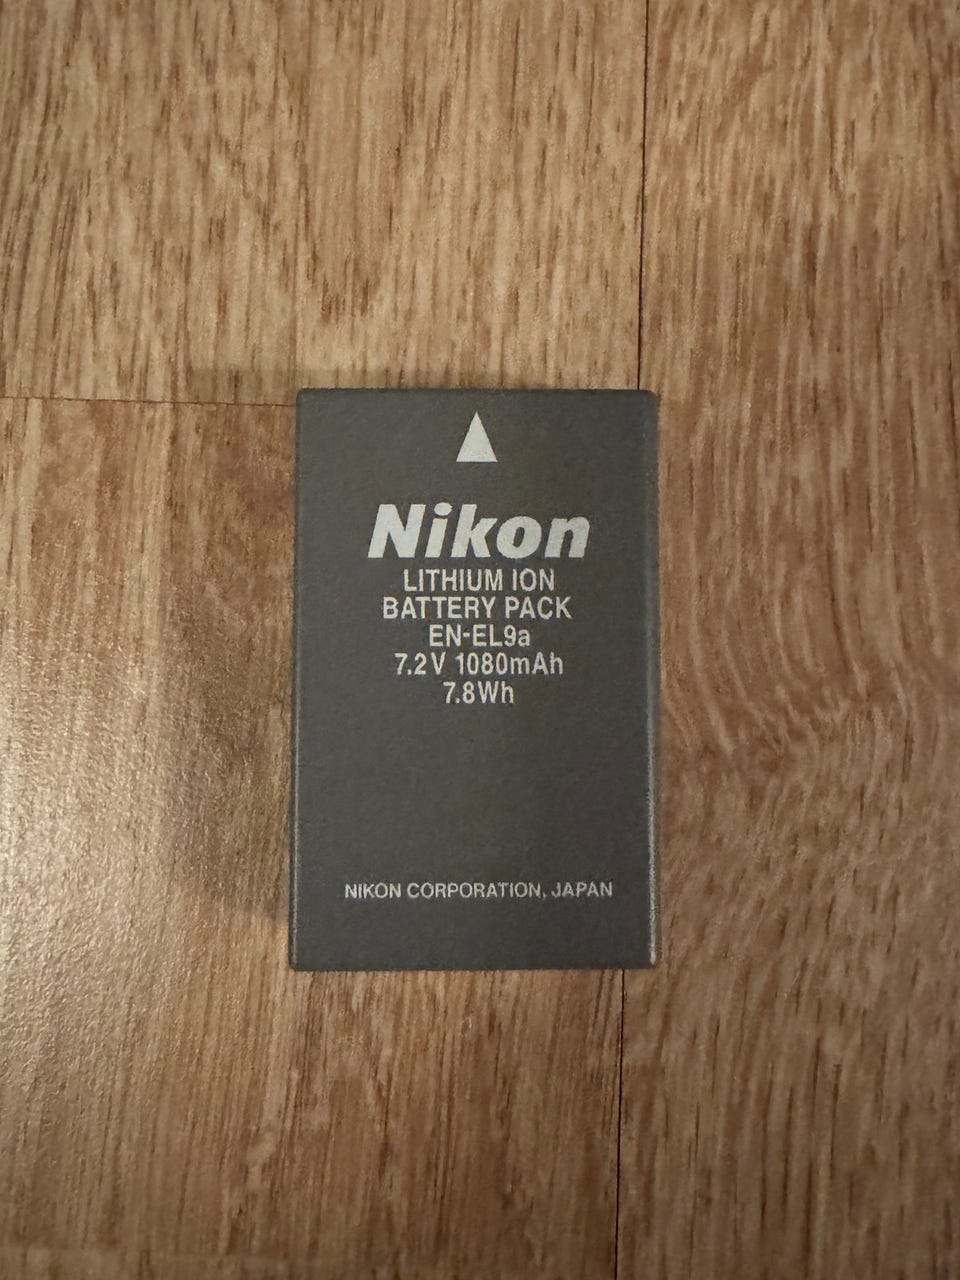 Nikon
LITHIUM ION
BATTERY PACK
EN-EL9a
7.2V 1080mAh
7.8Wh
NIKON CORPORATION, JAPAN